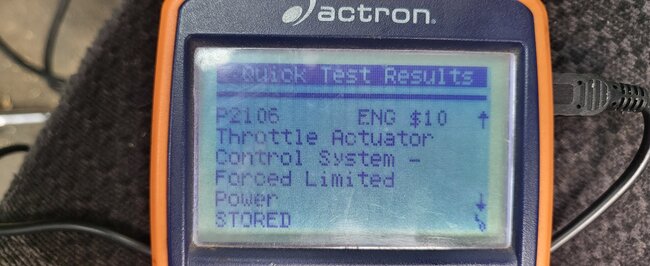 actron®
Quick Test Results
P2106 ENG $10
Throttle Actuator
Control System -
Forced Limited
Power
STORED